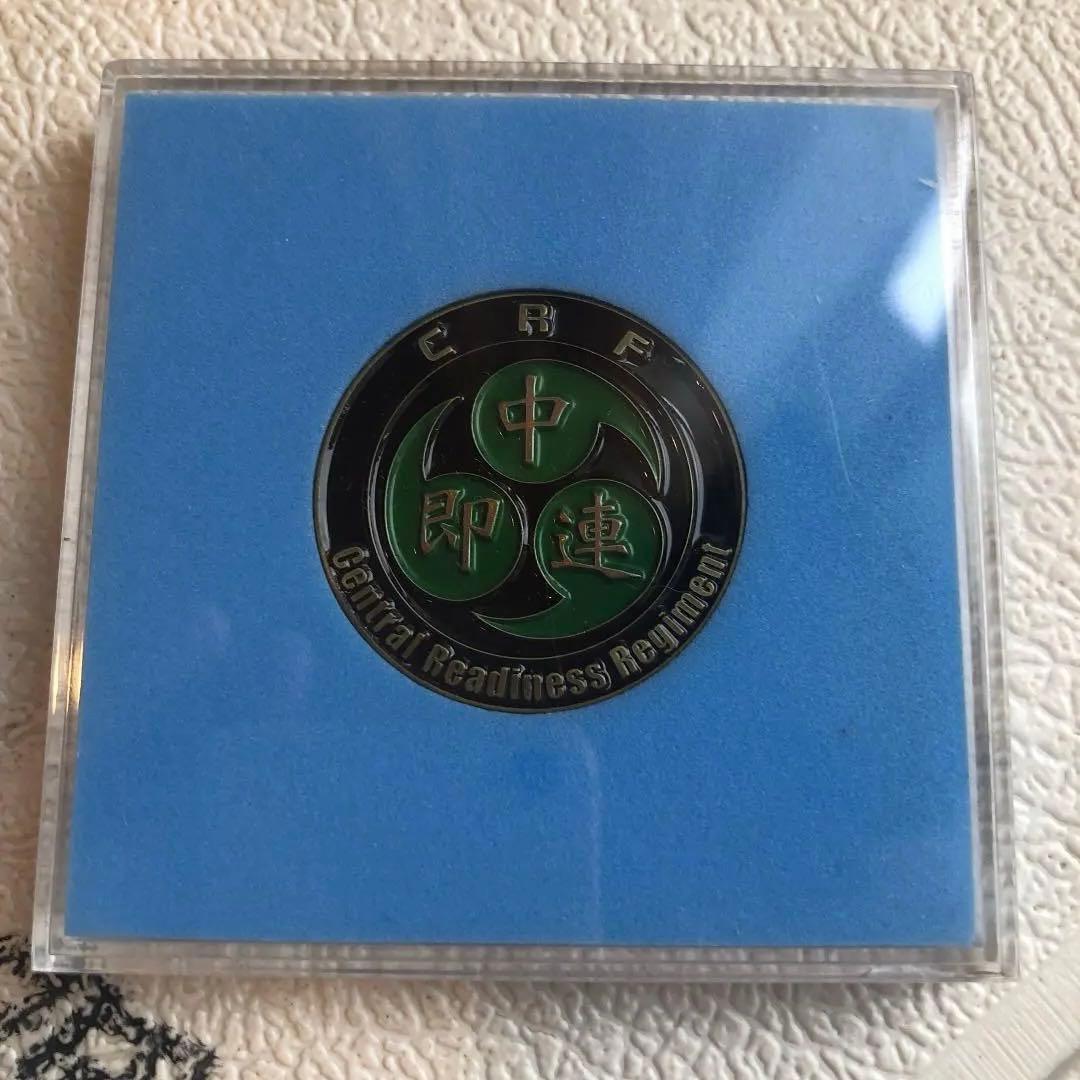 CRF
中
即連
Central Readiness Regiment